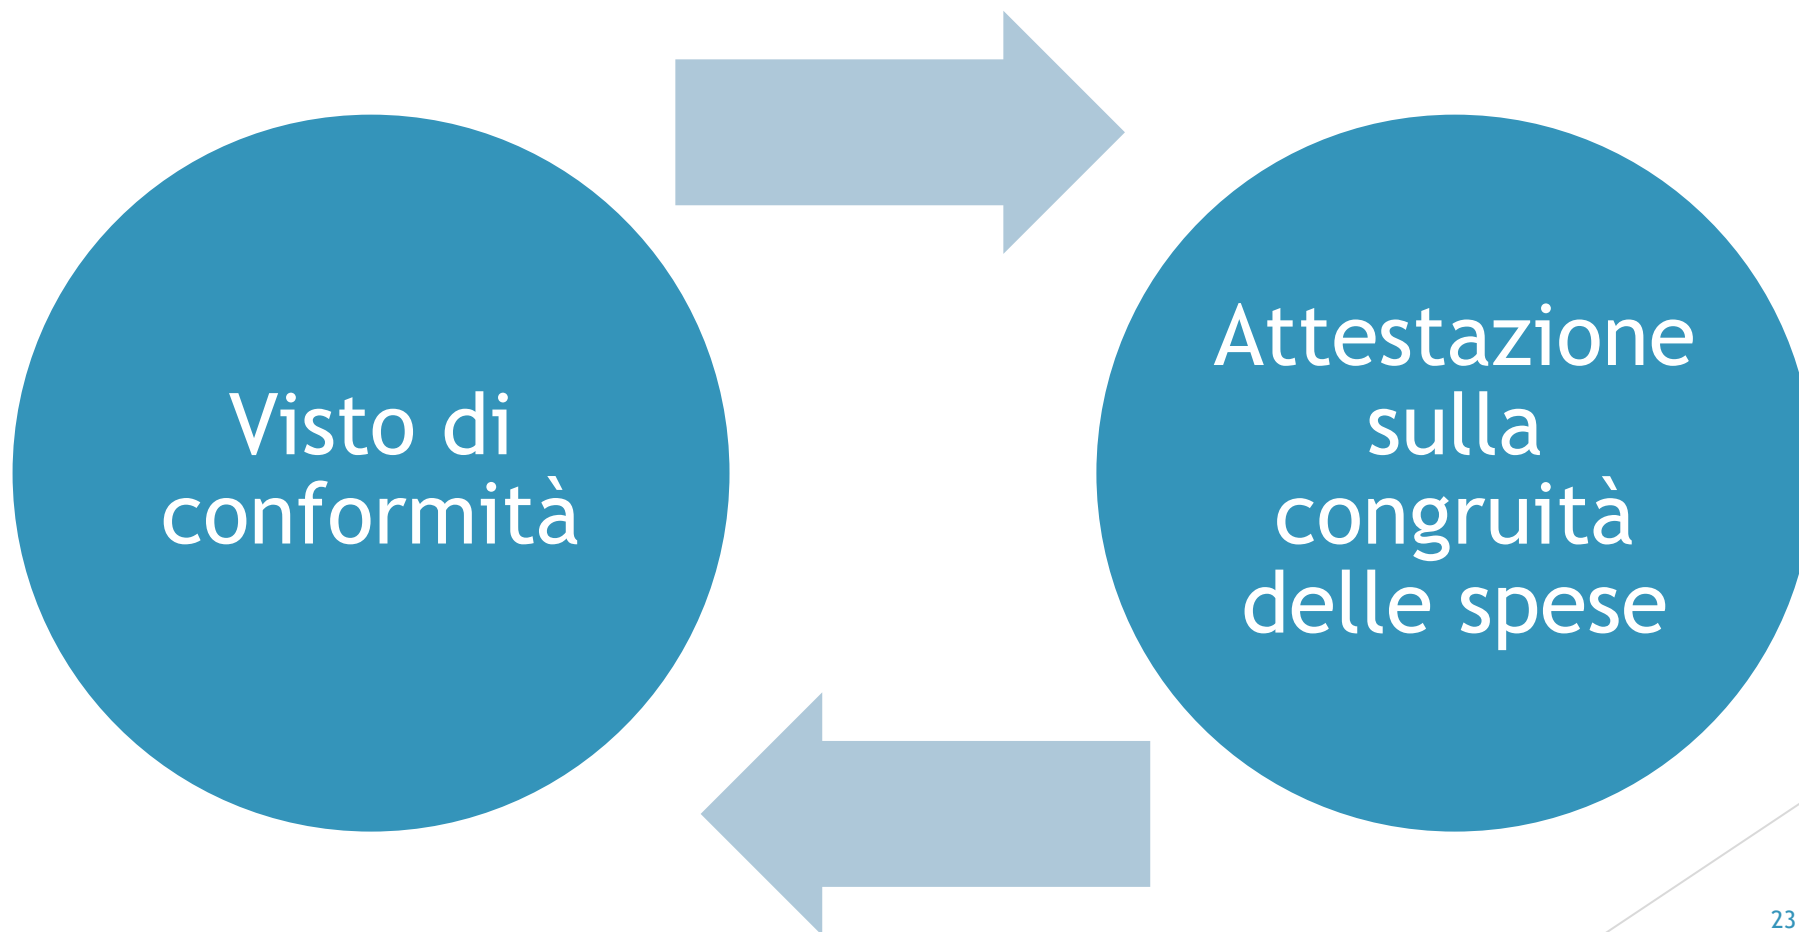 Visto di
conformità
Attestazione
sulla
congruità
delle spese
23